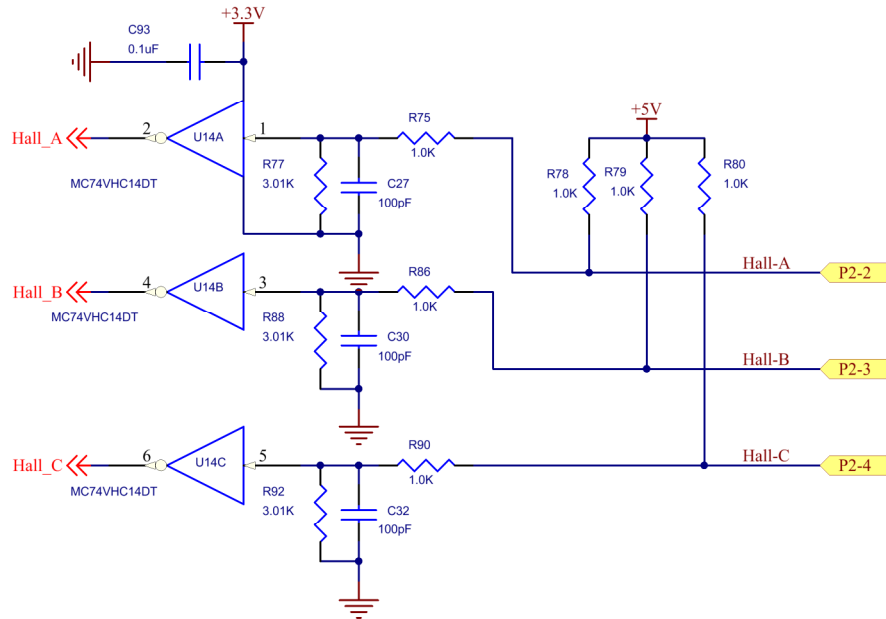 +3.3V
C93
0.1uF
Hall_A
2
U14A
1
MC74VHC14DT
R75
1.0K
R77
3.01K
C27
100pF
+5V
R78
1.0K
R79
1.0K
R80
1.0K
Hall-A
P2-2
Hall_B
4
U14B
3
MC74VHC14DT
R86
1.0K
R88
3.01K
C30
100pF
Hall-B
P2-3
Hall_C
6
U14C
5
MC74VHC14DT
R90
1.0K
R92
3.01K
C32
100pF
Hall-C
P2-4